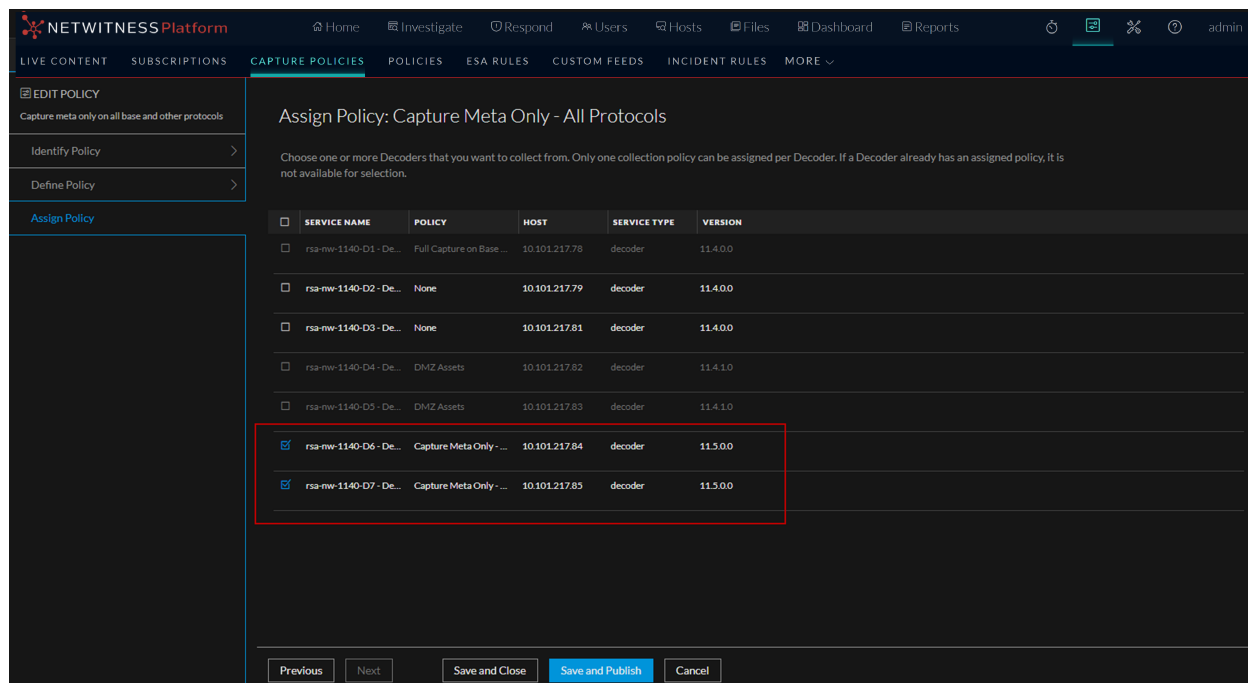 NETWITNESS Platform
Home Investigate Respond Users Hosts Files Dashboard Reports admin
LIVE CONTENT SUBSCRIPTIONS CAPTURE POLICIES POLICIES ESA RULES CUSTOM FEEDS INCIDENT RULES MORE
EDIT POLICY
Capture meta only on all base and other protocols
Identify Policy
Define Policy
Assign Policy
Assign Policy: Capture Meta Only - All Protocols
Choose one or more Decoders that you want to collect from. Only one collection policy can be assigned per Decoder. If a Decoder already has an assigned policy, it is
not available for selection.
SERVICE NAME POLICY HOST SERVICE TYPE VERSION
rsa-nw-1140-D1 - De... Full Capture on Base ... 10.101.217.78 decoder 11.4.0.0
rsa-nw-1140-D2 - De... None 10.101.217.79 decoder 11.4.0.0
rsa-nw-1140-D3 - De... None 10.101.217.81 decoder 11.4.0.0
rsa-nw-1140-D4 - De... DMZ Assets 10.101.217.82 decoder 11.4.1.0
rsa-nw-1140-D5 - De... DMZ Assets 10.101.217.83 decoder 11.4.1.0
rsa-nw-1140-D6 - De... Capture Meta Only - ... 10.101.217.84 decoder 11.5.0.0
rsa-nw-1140-D7 - De... Capture Meta Only - ... 10.101.217.85 decoder 11.5.0.0
Previous Next Save and Close Save and Publish Cancel